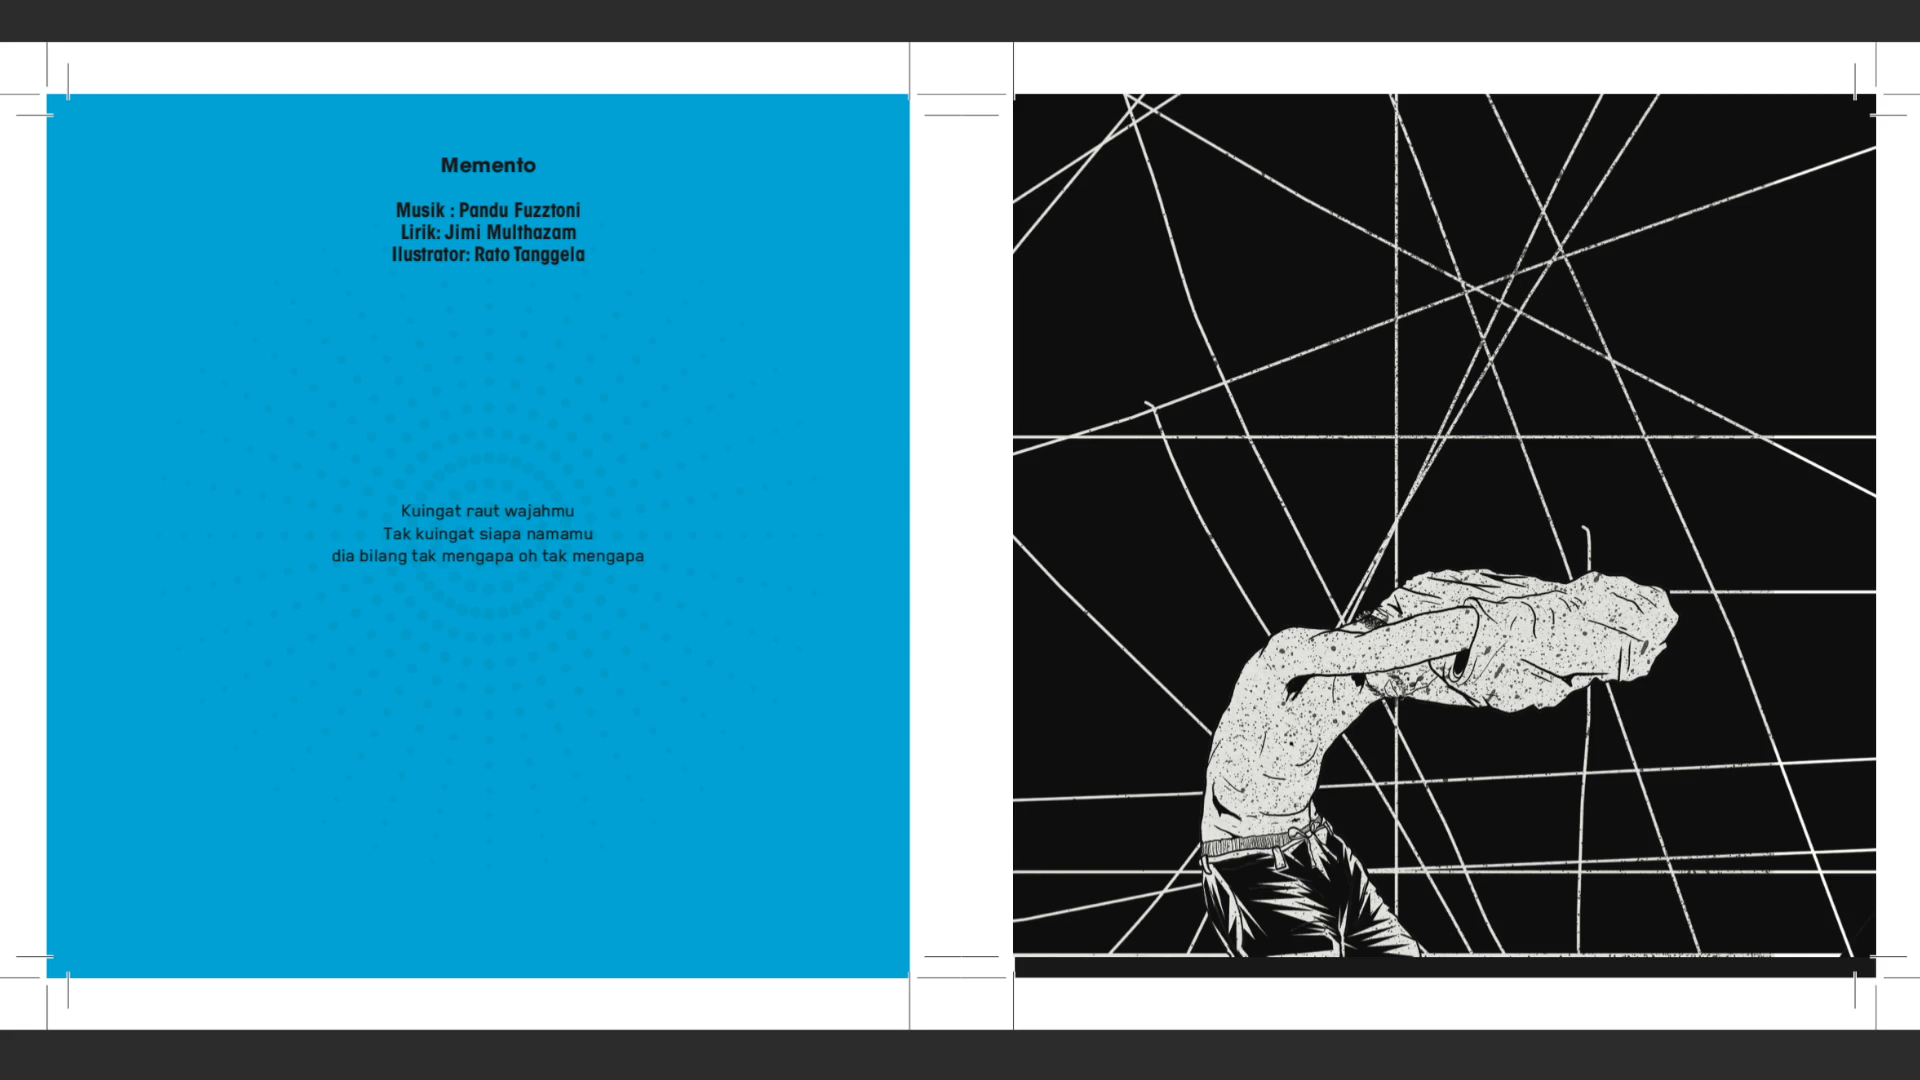 Memento
Musik : Pandu Fuzztoni
Lirik: Jimi Multhazam
Ilustrator: Rato Tanggela
Kuingat raut wajahmu
Tak kuingat siapa namamu
dia bilang tak mengapa oh tak mengapa